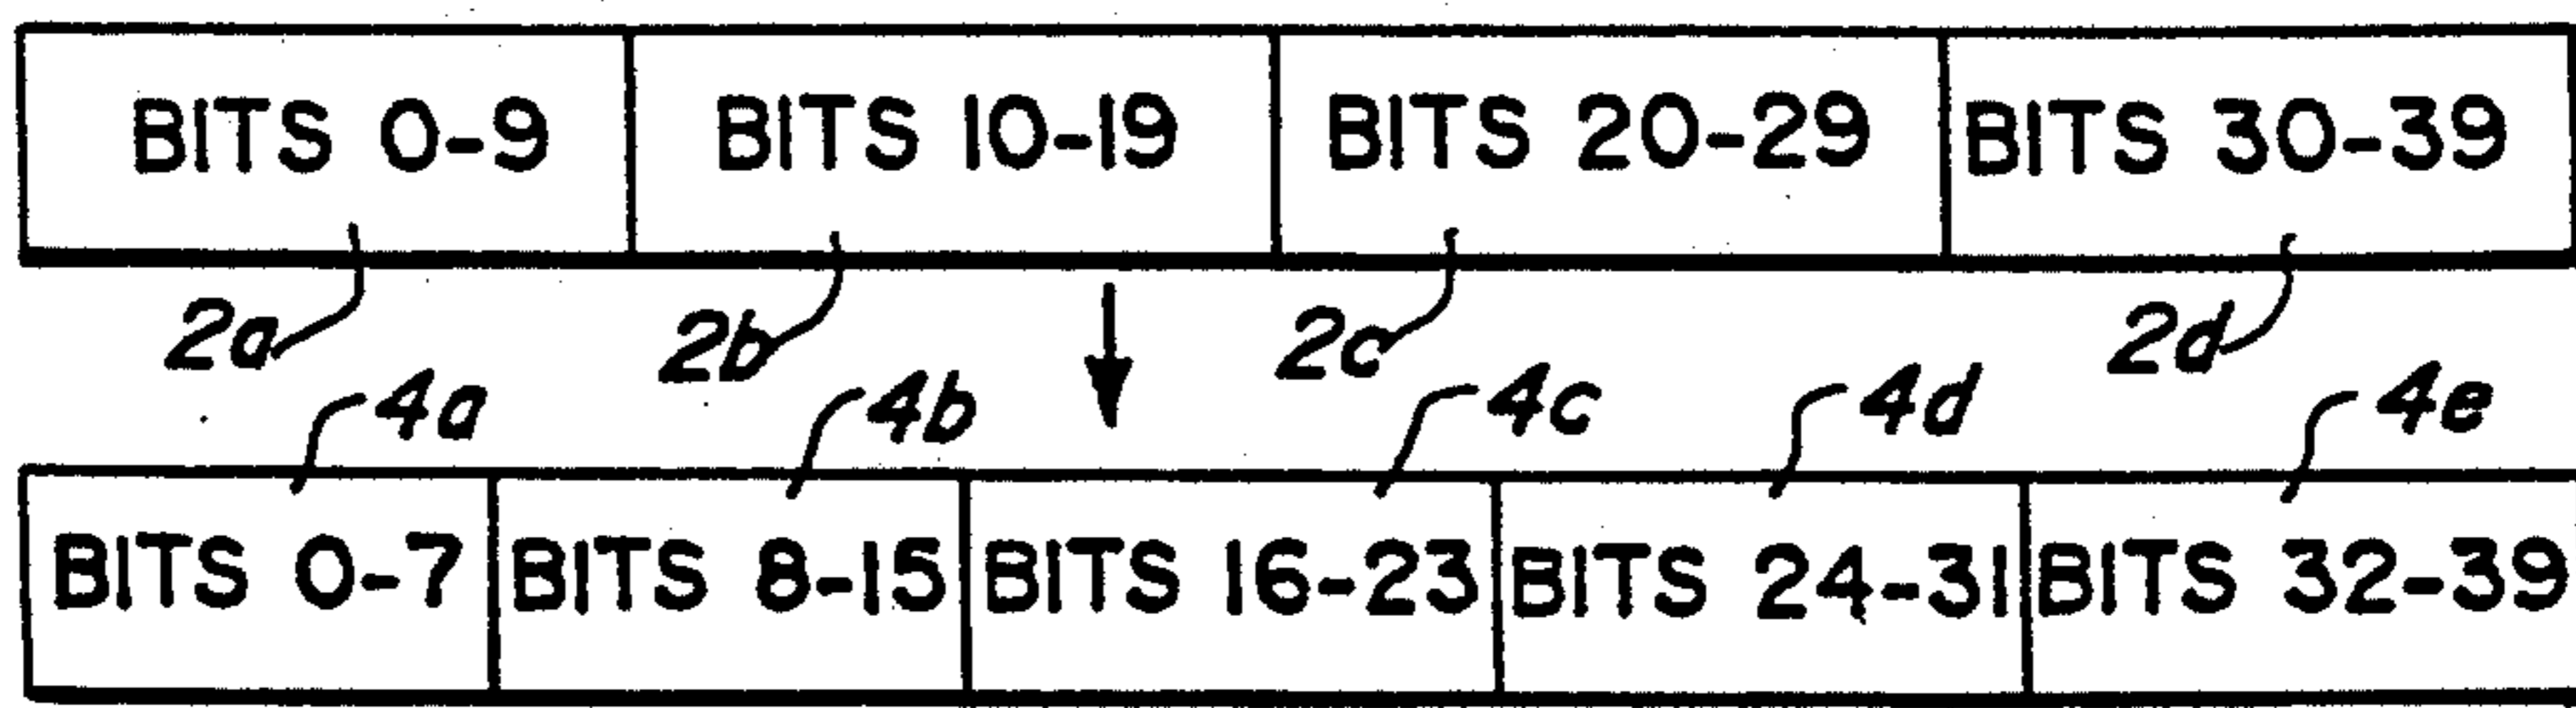 BITS 0-9 BITS 10-19 BITS 20-29 BITS 30-39
2a 2b 2c 2d
4a 4b 4c 4d 4e
BITS 0-7 BITS 8-15 BITS 16-23 BITS 24-31 BITS 32-39